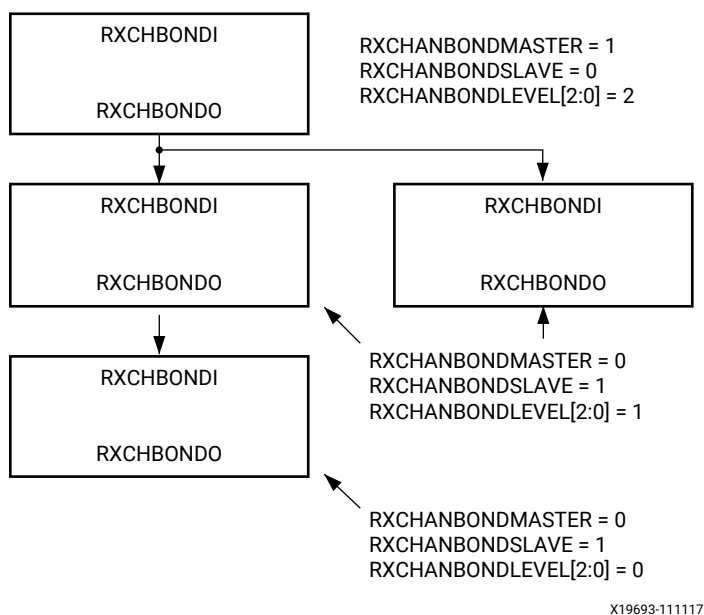 RXCHBONDI
RXCHBONDO
RXCHANBONDMASTER = 1
RXCHANBONDSLAVE = 0
RXCHANBONDLEVEL[2:0] = 2
RXCHBONDI
RXCHBONDO
RXCHBONDI
RXCHBONDO
RXCHANBONDMASTER = 0
RXCHANBONDSLAVE = 1
RXCHANBONDLEVEL[2:0] = 1
RXCHBONDI
RXCHBONDO
RXCHANBONDMASTER = 0
RXCHANBONDSLAVE = 1
RXCHANBONDLEVEL[2:0] = 0
X19693-111117